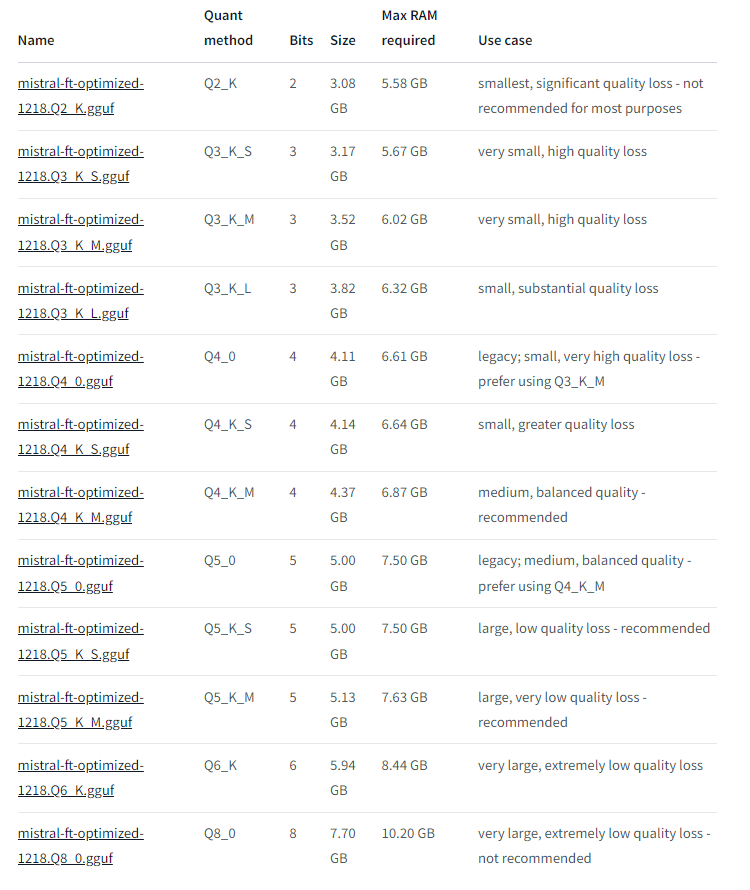 Name Quant method Bits Size Max RAM required Use case
mistral-ft-optimized-1218.Q2_K.gguf Q2_K 2 3.08 GB 5.58 GB smallest, significant quality loss - not recommended for most purposes
mistral-ft-optimized-1218.Q3_K_S.gguf Q3_K_S 3 3.17 GB 5.67 GB very small, high quality loss
mistral-ft-optimized-1218.Q3_K_M.gguf Q3_K_M 3 3.52 GB 6.02 GB very small, high quality loss
mistral-ft-optimized-1218.Q3_K_L.gguf Q3_K_L 3 3.82 GB 6.32 GB small, substantial quality loss
mistral-ft-optimized-1218.Q4_0.gguf Q4_0 4 4.11 GB 6.61 GB legacy; small, very high quality loss - prefer using Q3_K_M
mistral-ft-optimized-1218.Q4_K_S.gguf Q4_K_S 4 4.14 GB 6.64 GB small, greater quality loss
mistral-ft-optimized-1218.Q4_K_M.gguf Q4_K_M 4 4.37 GB 6.87 GB medium, balanced quality - recommended
mistral-ft-optimized-1218.Q5_0.gguf Q5_0 5 5.00 GB 7.50 GB legacy; medium, balanced quality - prefer using Q4_K_M
mistral-ft-optimized-1218.Q5_K_S.gguf Q5_K_S 5 5.00 GB 7.50 GB large, low quality loss - recommended
mistral-ft-optimized-1218.Q5_K_M.gguf Q5_K_M 5 5.13 GB 7.63 GB large, very low quality loss - recommended
mistral-ft-optimized-1218.Q6_K.gguf Q6_K 6 5.94 GB 8.44 GB very large, extremely low quality loss
mistral-ft-optimized-1218.Q8_0.gguf Q8_0 8 7.70 GB 10.20 GB very large, extremely low quality loss - not recommended